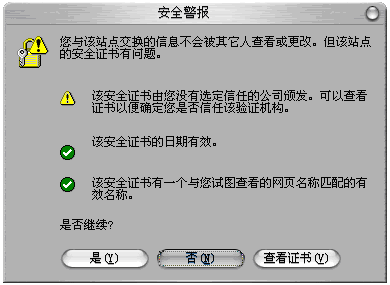 安全警报
您与该站点交换的信息不会被其它人查看或更改。但该站点
的安全证书有问题。
该安全证书由您没有选定信任的公司颁发。可以查看
证书以便确定您是否信任该验证机构。
该安全证书的日期有效。
该安全证书有一个与您试图查看的网页名称匹配的有
效名称。
是否继续?
是(Y) 否(N) 查看证书(V)